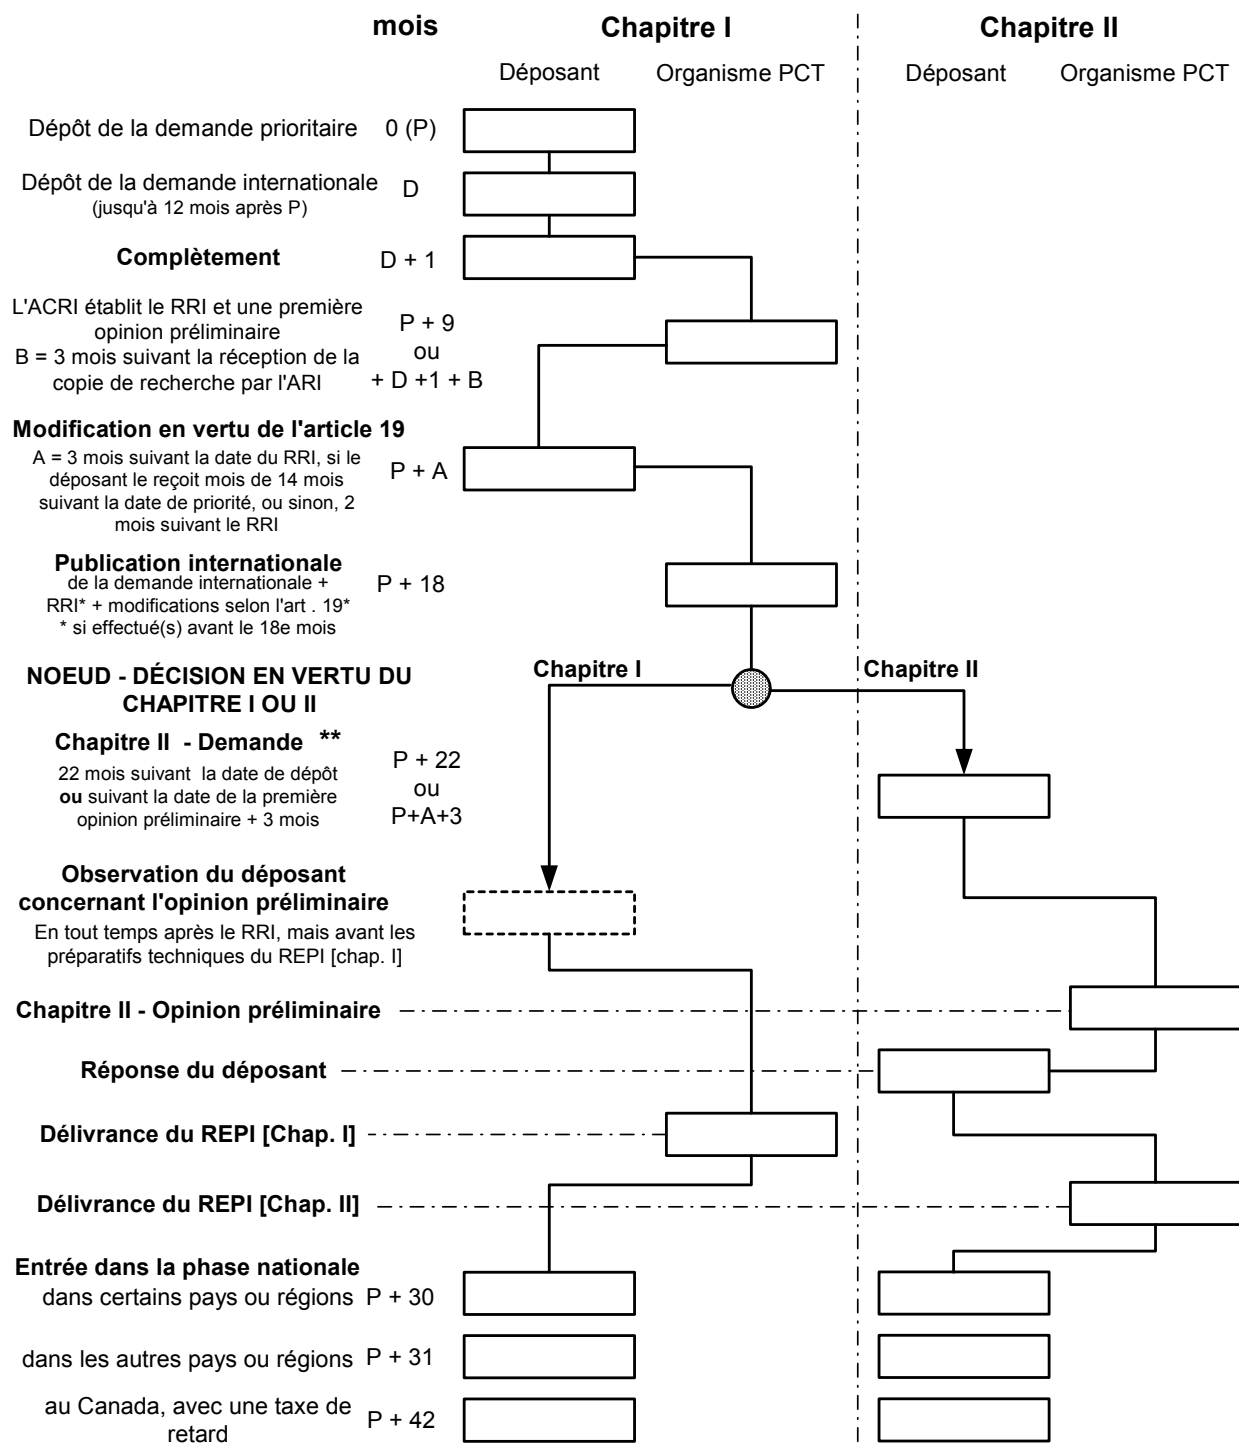 mois
Chapitre I
Chapitre II
Déposant
Organisme PCT
Déposant
Organisme PCT
Dépôt de la demande prioritaire
0 (P)
Dépôt de la demande internationale
(jusqu'à 12 mois après P)
D
Complètement
D + 1
L'ACRI établit le RRI et une première
opinion préliminaire
B = 3 mois suivant la réception de la
copie de recherche par l'ARI
P + 9
ou
+ D +1 + B
Modification en vertu de l'article 19
A = 3 mois suivant la date du RRI, si le
déposant le reçoit mois de 14 mois
suivant la date de priorité, ou sinon, 2
mois suivant le RRI
P + A
Publication internationale
de la demande internationale +
RRI* + modifications selon l'art . 19*
* si effectué(s) avant le 18e mois
P + 18
NOEUD - DÉCISION EN VERTU DU
CHAPITRE I OU II
Chapitre I
Chapitre II
Chapitre II - Demande **
22 mois suivant la date de dépôt
ou suivant la date de la première
opinion préliminaire + 3 mois
P + 22
ou
P+A+3
Observation du déposant
concernant l'opinion préliminaire
En tout temps après le RRI, mais avant les
préparatifs techniques du REPI [chap. I]
Chapitre II - Opinion préliminaire
Réponse du déposant
Délivrance du REPI [Chap. I]
Délivrance du REPI [Chap. II]
Entrée dans la phase nationale
dans certains pays ou régions
P + 30
dans les autres pays ou régions
P + 31
au Canada, avec une taxe de
retard
P + 42